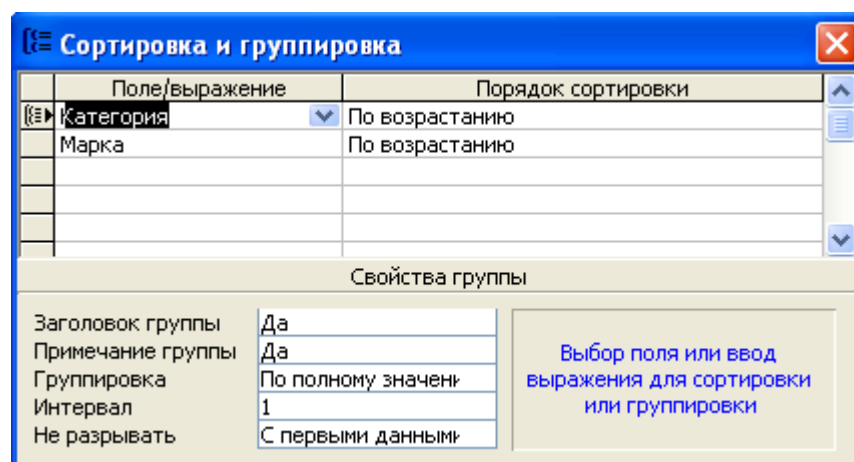 Сортировка и группировка
Поле/выражение Порядок сортировки
Категория По возрастанию
Марка По возрастанию
Свойства группы
Заголовок группы Да
Примечание группы Да
Группировка По полному значени
Интервал 1
Не разрывать С первыми данными
Выбор поля или ввод
выражения для сортировки
или группировки